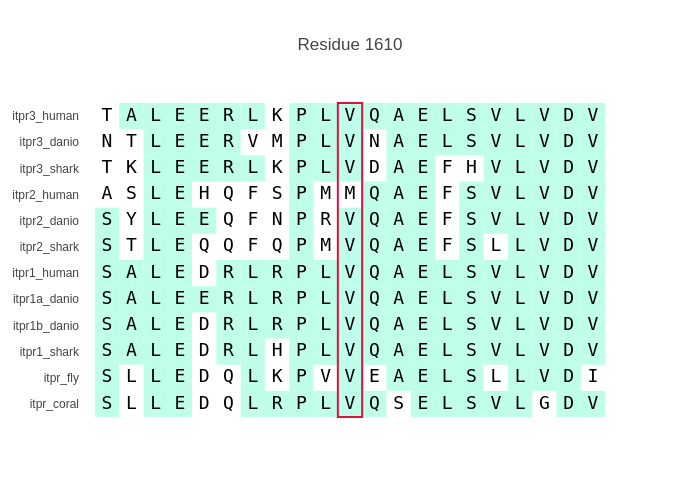 Residue 1610
itpr3_human T A L E E R L K P L V Q A E L S V L V D V
itpr3_danio N T L E E R V M P L V N A E L S V L V D V
itpr3_shark T K L E E R L K P L V D A E F H V L V D V
itpr2_human A S L E H Q F S P M M Q A E F S V L V D V
itpr2_danio S Y L E E Q F N P R V Q A E F S V L V D V
itpr2_shark S T L E Q Q F Q P M V Q A E F S L L V D V
itpr1_human S A L E D R L R P L V Q A E L S V L V D V
itpr1a_danio S A L E E R L R P L V Q A E L S V L V D V
itpr1b_danio S A L E D R L R P L V Q A E L S V L V D V
itpr1_shark S A L E D R L H P L V Q A E L S V L V D V
itpr_fly S L L E D Q L K P V V E A E L S L L V D I
itpr_coral S L L E D Q L R P L V Q S E L S V L G D V